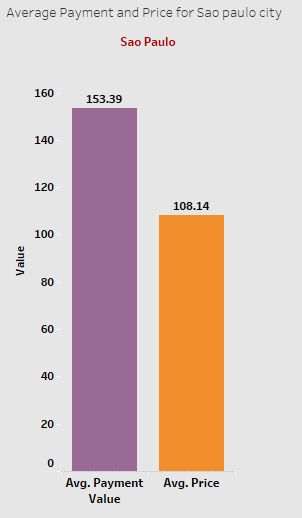 Average Payment and Price for Sao paulo city
Sao Paulo
160
153.39
140
120
108.14
100
Value
80
60
40
20
0
Avg. Payment Avg. Price
Value